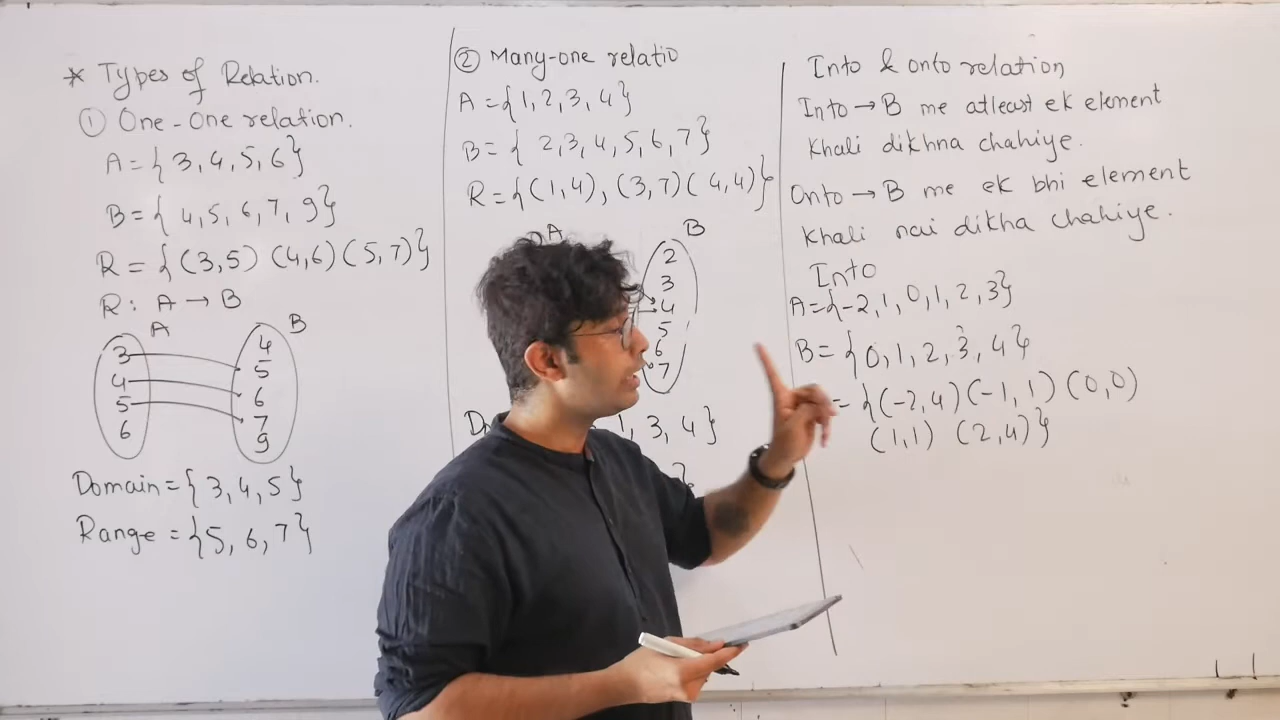 * Types of Relation.
① One-One relation.
A = { 3, 4, 5, 6 }
B = { 4, 5, 6, 7, 9 }
R = { (3,5) (4,6) (5,7) }
R : A → B
A B
3 4
4 5
5 6
6 7
9
Domain = { 3, 4, 5 }
Range = { 5, 6, 7 }
② Many-one relatio
A = { 1, 2, 3, 4 }
B = { 2, 3, 4, 5, 6, 7 }
R = { (1,4), (3,7) ( 4,4) }
A B
2
3
4
5
6
7
1, 3, 4 }
}
Into & onto relation
Into → B me atleast ek element
khali dikhna chahiye.
Onto → B me ek bhi element
khali nai dikha chahiye.
Into
A = {-2, 1, 0, 1, 2, 3}
B = { 0, 1, 2, 3, 4 }
= { (-2,4) (-1,1) (0,0)
(1,1) (2,4) }